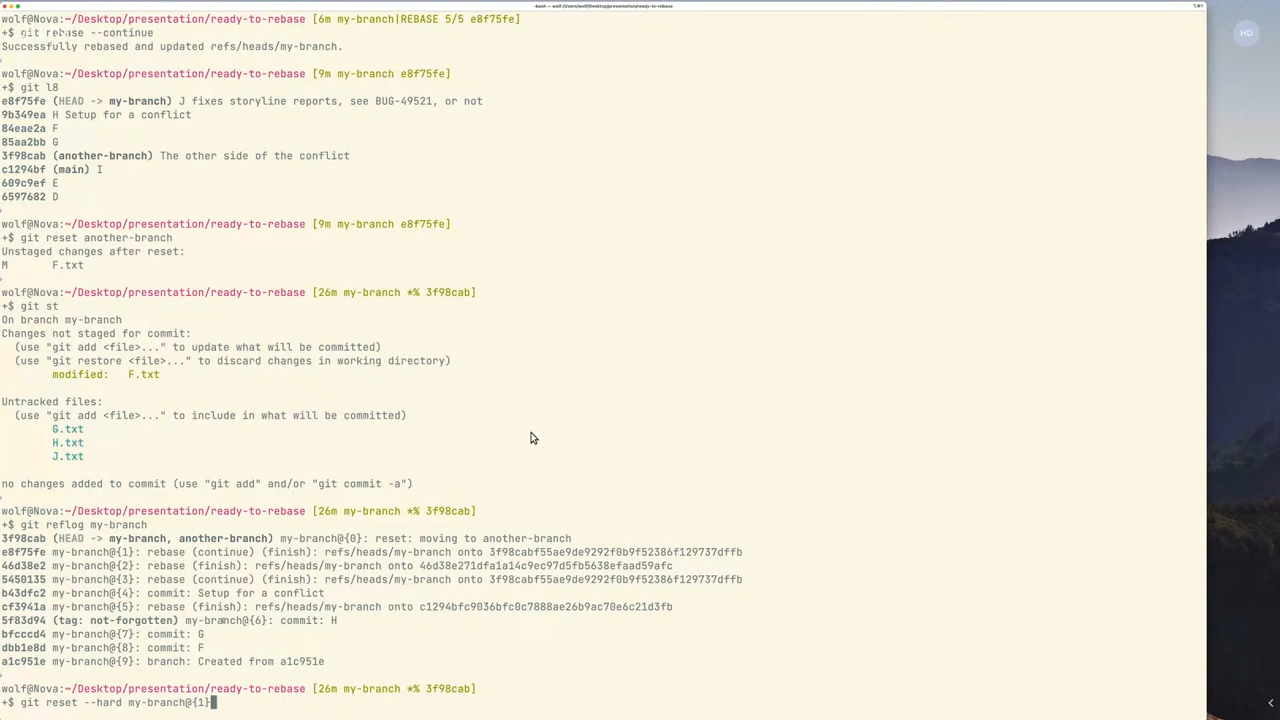 -bash — wolf:/Users/wolf/Desktop/presentation/ready-to-rebase
⌥⌘1
wolf@Nova:~/Desktop/presentation/ready-to-rebase [6m my-branch|REBASE 5/5 e8f75fe]
+$ git rebase --continue
Successfully rebased and updated refs/heads/my-branch.
wolf@Nova:~/Desktop/presentation/ready-to-rebase [9m my-branch e8f75fe]
+$ git l8
e8f75fe (HEAD -> my-branch) J fixes storyline reports, see BUG-49521, or not
9b349ea H Setup for a conflict
84eae2a F
85aa2bb G
3f98cab (another-branch) The other side of the conflict
c1294bf (main) I
609c9ef E
6597682 D
wolf@Nova:~/Desktop/presentation/ready-to-rebase [9m my-branch e8f75fe]
+$ git reset another-branch
Unstaged changes after reset:
M       F.txt
wolf@Nova:~/Desktop/presentation/ready-to-rebase [26m my-branch *% 3f98cab]
+$ git st
On branch my-branch
Changes not staged for commit:
  (use "git add <file>..." to update what will be committed)
  (use "git restore <file>..." to discard changes in working directory)
        modified:   F.txt
Untracked files:
  (use "git add <file>..." to include in what will be committed)
        G.txt
        H.txt
        J.txt
no changes added to commit (use "git add" and/or "git commit -a")
wolf@Nova:~/Desktop/presentation/ready-to-rebase [26m my-branch *% 3f98cab]
+$ git reflog my-branch
3f98cab (HEAD -> my-branch, another-branch) my-branch@{0}: reset: moving to another-branch
e8f75fe my-branch@{1}: rebase (continue) (finish): refs/heads/my-branch onto 3f98cabf55ae9de9292f0b9f52386f129737dffb
46d38e2 my-branch@{2}: rebase (finish): refs/heads/my-branch onto 46d38e271dfa1a14c9ec97d5fb5638efaad59afc
5450135 my-branch@{3}: rebase (continue) (finish): refs/heads/my-branch onto 3f98cabf55ae9de9292f0b9f52386f129737dffb
b43dfc2 my-branch@{4}: commit: Setup for a conflict
cf3941a my-branch@{5}: rebase (finish): refs/heads/my-branch onto c1294bfc9036bfc0c7888ae26b9ac70e6c21d3fb
5f83d94 (tag: not-forgotten) my-branch@{6}: commit: H
bfcccd4 my-branch@{7}: commit: G
dbb1e8d my-branch@{8}: commit: F
a1c951e my-branch@{9}: branch: Created from a1c951e
wolf@Nova:~/Desktop/presentation/ready-to-rebase [26m my-branch *% 3f98cab]
+$ git reset --hard my-branch@{1}
HD